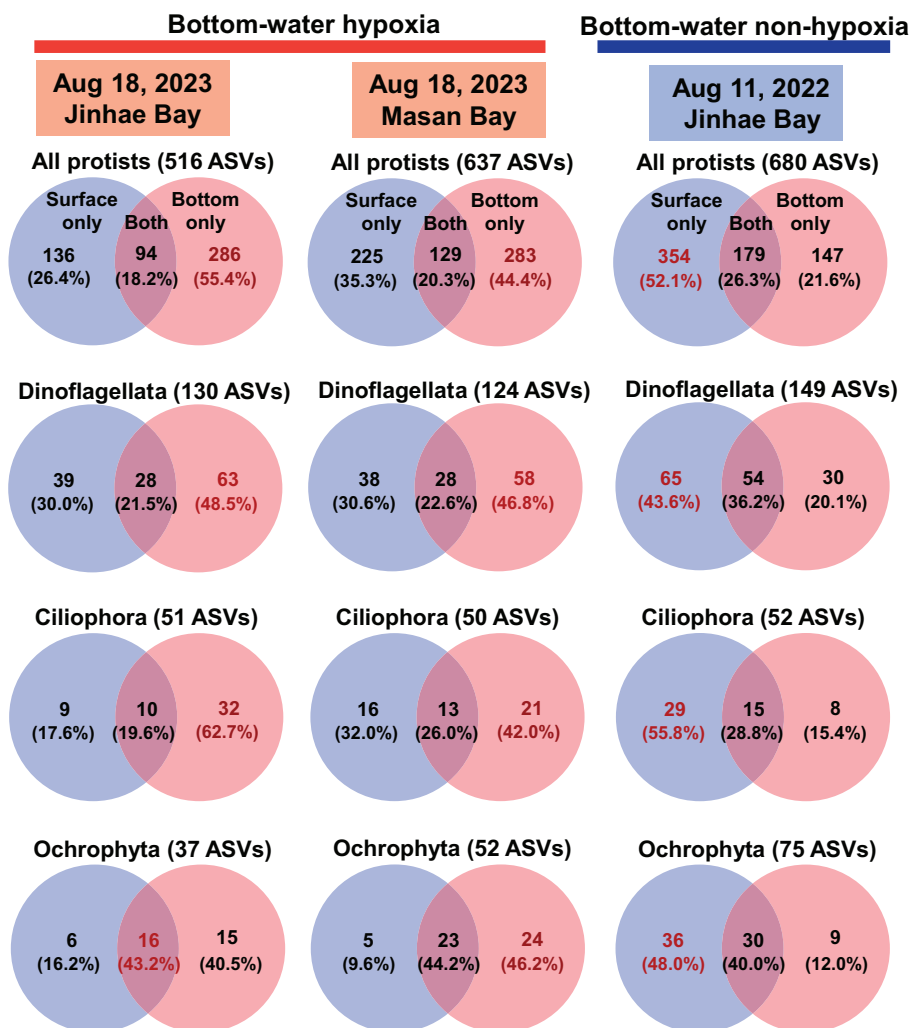 Bottom-water hypoxia
Bottom-water non-hypoxia
Aug 18, 2023
Jinhae Bay
Aug 18, 2023
Masan Bay
Aug 11, 2022
Jinhae Bay
All protists (516 ASVs)
Surface only
Both
Bottom only
136
(26.4%)
94
(18.2%)
286
(55.4%)
All protists (637 ASVs)
Surface only
Both
Bottom only
225
(35.3%)
129
(20.3%)
283
(44.4%)
All protists (680 ASVs)
Surface only
Both
Bottom only
354
(52.1%)
179
(26.3%)
147
(21.6%)
Dinoflagellata (130 ASVs)
39
(30.0%)
28
(21.5%)
63
(48.5%)
Dinoflagellata (124 ASVs)
38
(30.6%)
28
(22.6%)
58
(46.8%)
Dinoflagellata (149 ASVs)
65
(43.6%)
54
(36.2%)
30
(20.1%)
Ciliophora (51 ASVs)
9
(17.6%)
10
(19.6%)
32
(62.7%)
Ciliophora (50 ASVs)
16
(32.0%)
13
(26.0%)
21
(42.0%)
Ciliophora (52 ASVs)
29
(55.8%)
15
(28.8%)
8
(15.4%)
Ochrophyta (37 ASVs)
6
(16.2%)
16
(43.2%)
15
(40.5%)
Ochrophyta (52 ASVs)
5
(9.6%)
23
(44.2%)
24
(46.2%)
Ochrophyta (75 ASVs)
36
(48.0%)
30
(40.0%)
9
(12.0%)